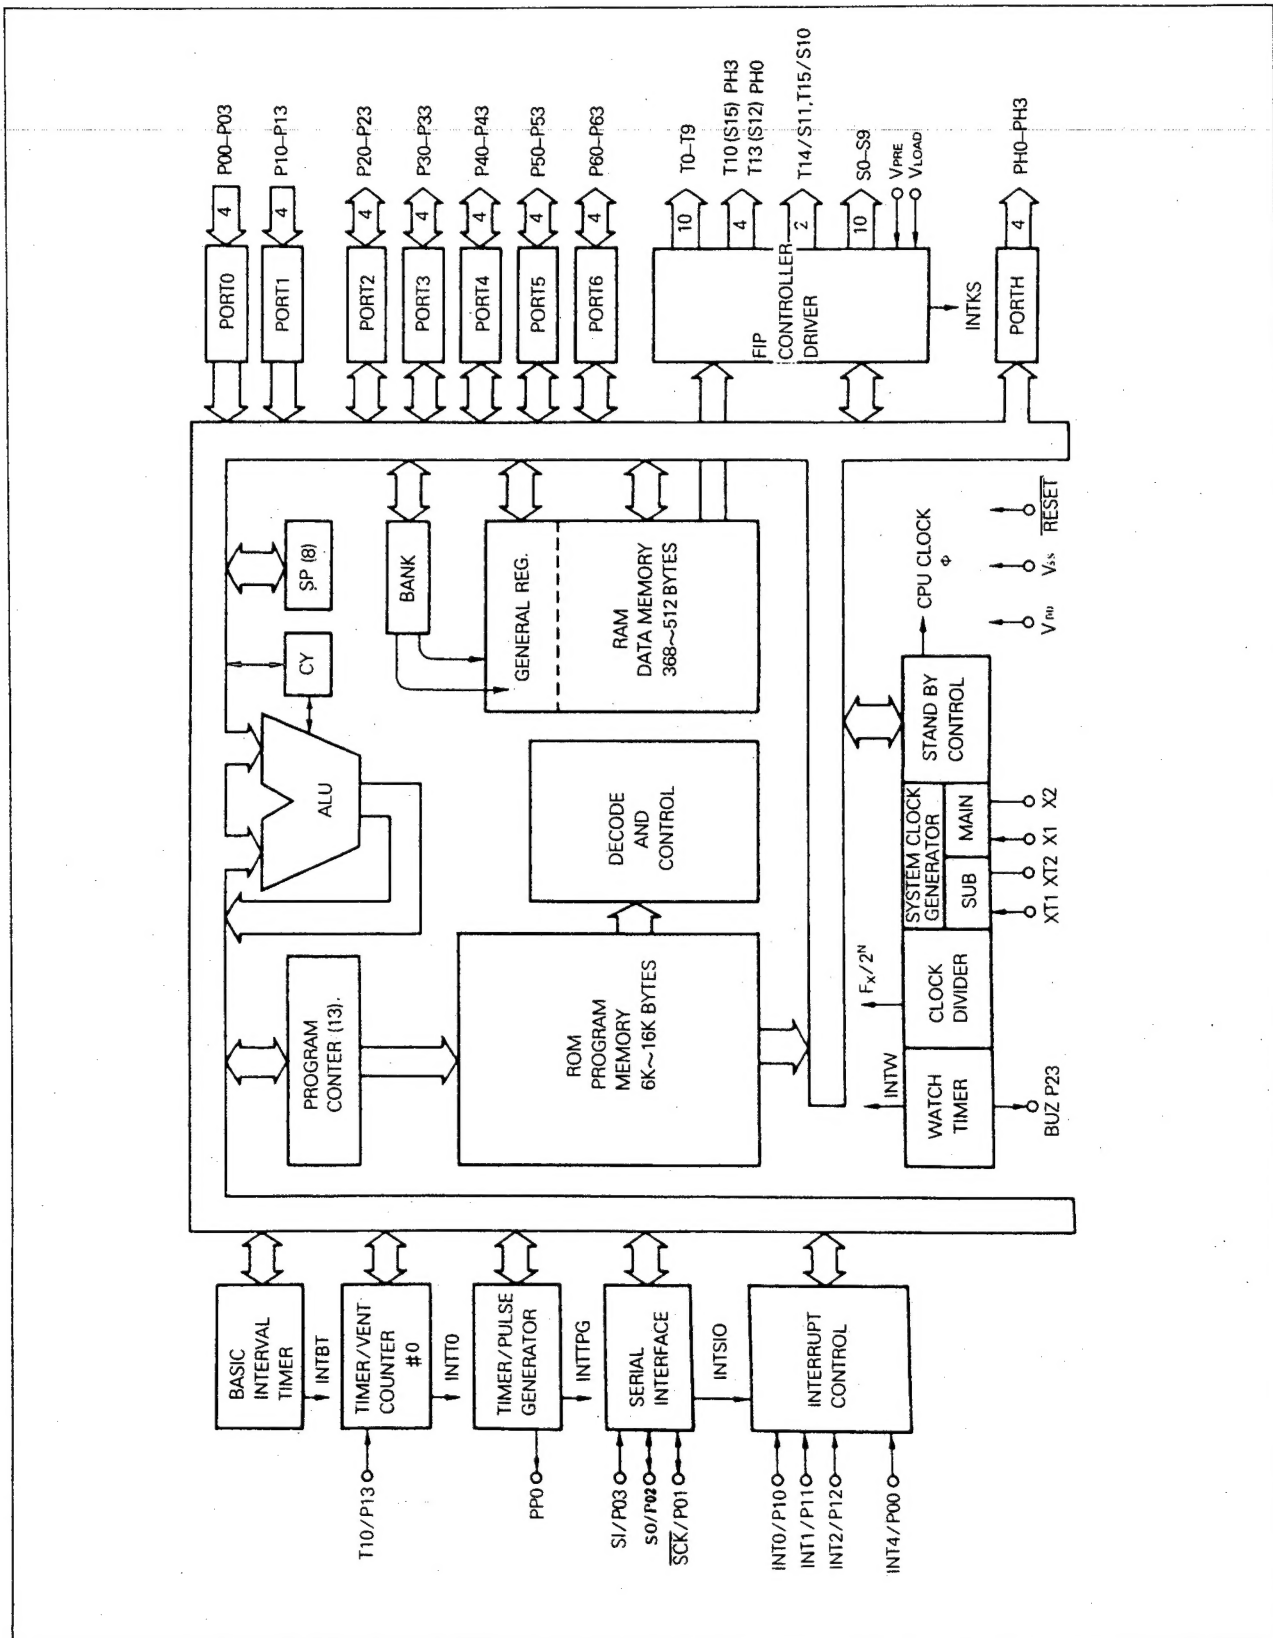 BASIC
INTERVAL
TIMER
INTBT
TIMER/VENT
COUNTER
#0
T10/P13
INTT0
TIMER/PULSE
GENERATOR
PP0
INTTPG
SERIAL
INTERFACE
SI/P03
SO/P02
S̅C̅K̅/P01
INTSIO
INTERRUPT
CONTROL
INT0/P10
INT1/P11
INT2/P12
INT4/P00
PROGRAM
CONTER (13).
ALU
CY
SP (8)
ROM
PROGRAM
MEMORY
6K~16K BYTES
DECODE
AND
CONTROL
BANK
GENERAL REG.
RAM
DATA MEMORY
368~512 BYTES
INTW
WATCH
TIMER
BUZ P23
Fx/2ᴺ
CLOCK
DIVIDER
SYSTEM CLOCK
GENERATOR
SUB
MAIN
XT1 XT2
X1
X2
STAND BY
CONTROL
CPU CLOCK
Φ
VDD
VSS
R̅E̅S̅E̅T̅
PORT0
4
P00–P03
PORT1
4
P10–P13
PORT2
4
P20–P23
PORT3
4
P30–P33
PORT4
4
P40–P43
PORT5
4
P50–P53
PORT6
4
P60–P63
FIP
CONTROLLER
DRIVER
10
T0–T9
4
T10 (S15) PH3
T13 (S12) PH0
2
T14/S11,T15/S10
10
S0–S9
VPRE
VLOAD
INTKS
PORTH
4
PH0–PH3